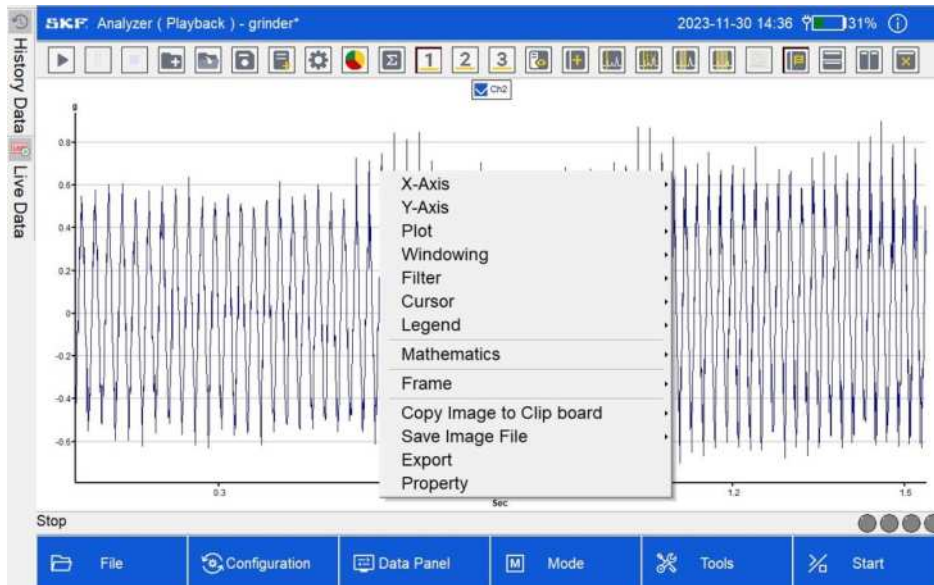 SKF Analyzer ( Playback ) - grinder* 2023-11-30 14:36 31%
History Data
Live Data
Σ 1 2 3
Ch2
g
0.8
0.6
0.4
0.2
0
-0.2
-0.4
-0.6
X-Axis
Y-Axis
Plot
Windowing
Filter
Cursor
Legend
Mathematics
Frame
Copy Image to Clip board
Save Image File
Export
Property
0.3 1.2 1.5
Sec
Stop
File Configuration Data Panel M Mode Tools Start